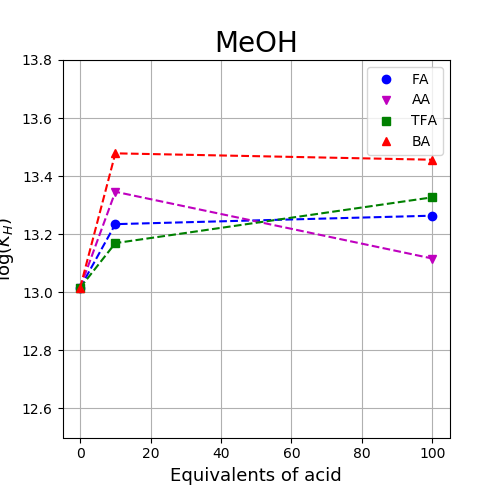 MeOH
log(K_H)
13.8
13.6
13.4
13.2
13.0
12.8
12.6
0 20 40 60 80 100
Equivalents of acid
FA
AA
TFA
BA